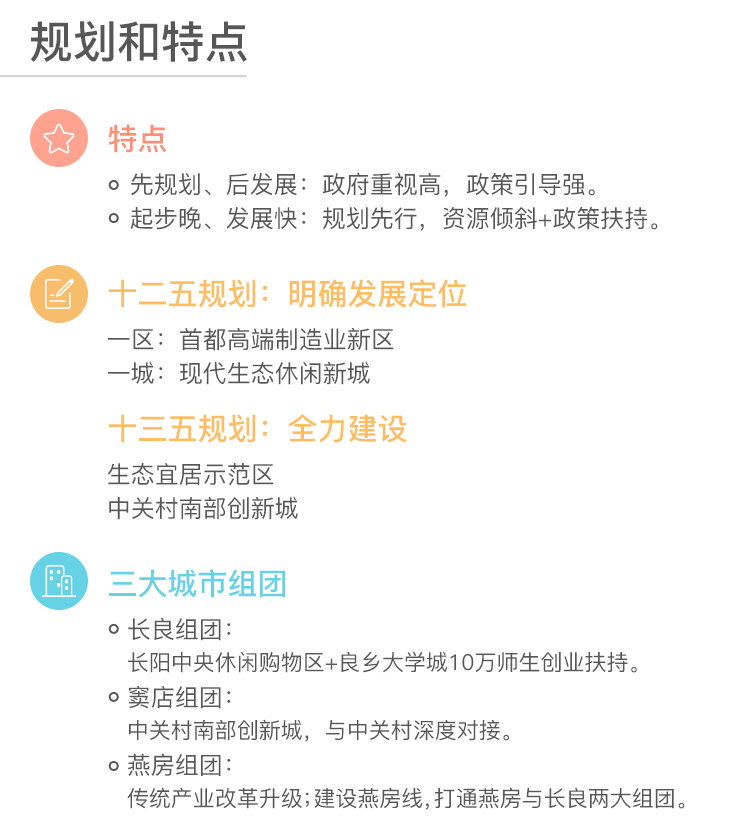 规划和特点
特点
先规划、后发展：政府重视高，政策引导强。
起步晚、发展快：规划先行，资源倾斜+政策扶持。
十二五规划：明确发展定位
一区：首都高端制造业新区
一城：现代生态休闲新城
十三五规划：全力建设
生态宜居示范区
中关村南部创新城
三大城市组团
长良组团：
长阳中央休闲购物区+良乡大学城10万师生创业扶持。
窦店组团：
中关村南部创新城，与中关村深度对接。
燕房组团：
传统产业改革升级;建设燕房线,打通燕房与长良两大组团。